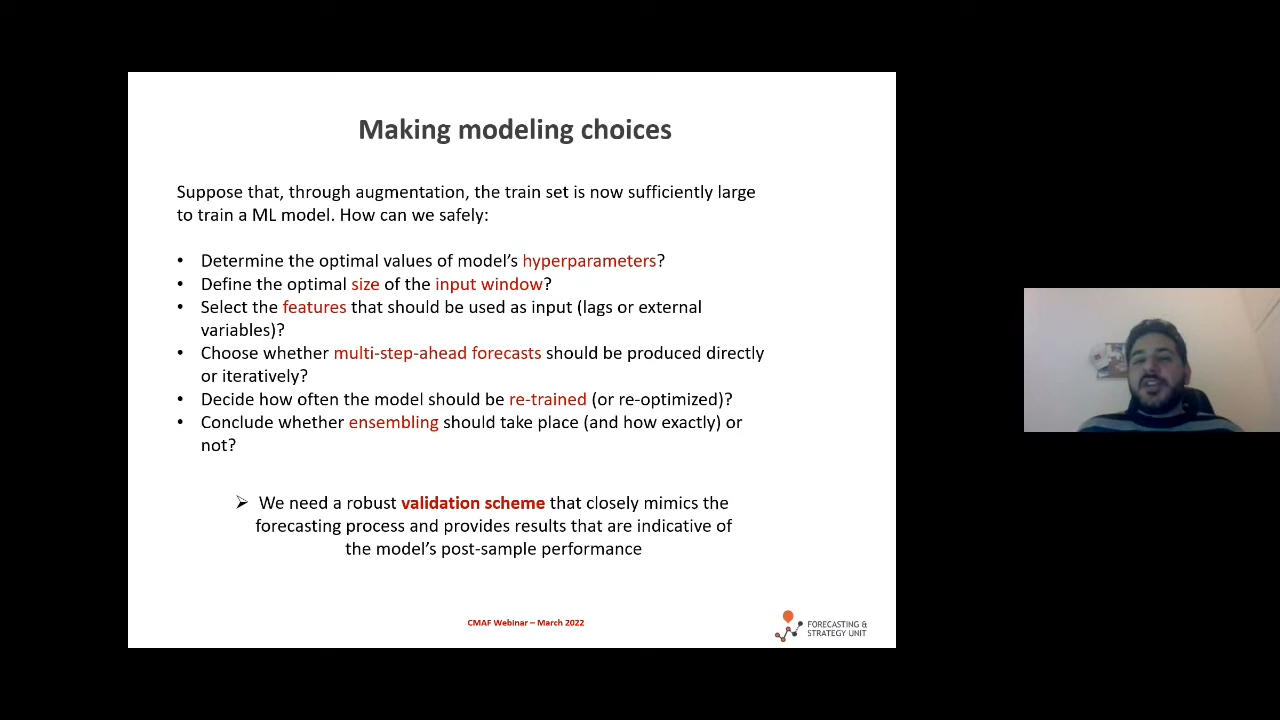 Making modeling choices
Suppose that, through augmentation, the train set is now sufficiently large
to train a ML model. How can we safely:
• Determine the optimal values of model's hyperparameters?
• Define the optimal size of the input window?
• Select the features that should be used as input (lags or external
variables)?
• Choose whether multi-step-ahead forecasts should be produced directly
or iteratively?
• Decide how often the model should be re-trained (or re-optimized)?
• Conclude whether ensembling should take place (and how exactly) or
not?
➢ We need a robust validation scheme that closely mimics the
forecasting process and provides results that are indicative of
the model's post-sample performance
CMAF Webinar – March 2022
FORECASTING &
STRATEGY UNIT